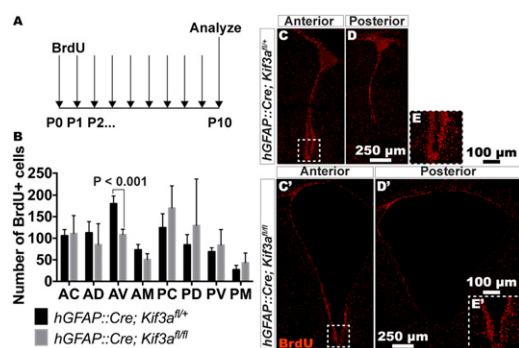 A
Analyze
BrdU
P0 P1 P2...
P10
B
Number of BrdU+ cells
250
200
150
100
50
0
P < 0.001
AC AD AV AM PC PD PV PM
hGFAP::Cre; Kif3a^fl/+
hGFAP::Cre; Kif3a^fl/fl
Anterior
Posterior
hGFAP::Cre; Kif3a^fl/+
C
D
E
250 µm
100 µm
Anterior
Posterior
hGFAP::Cre; Kif3a^fl/fl
C'
D'
100 µm
E'
BrdU
250 µm